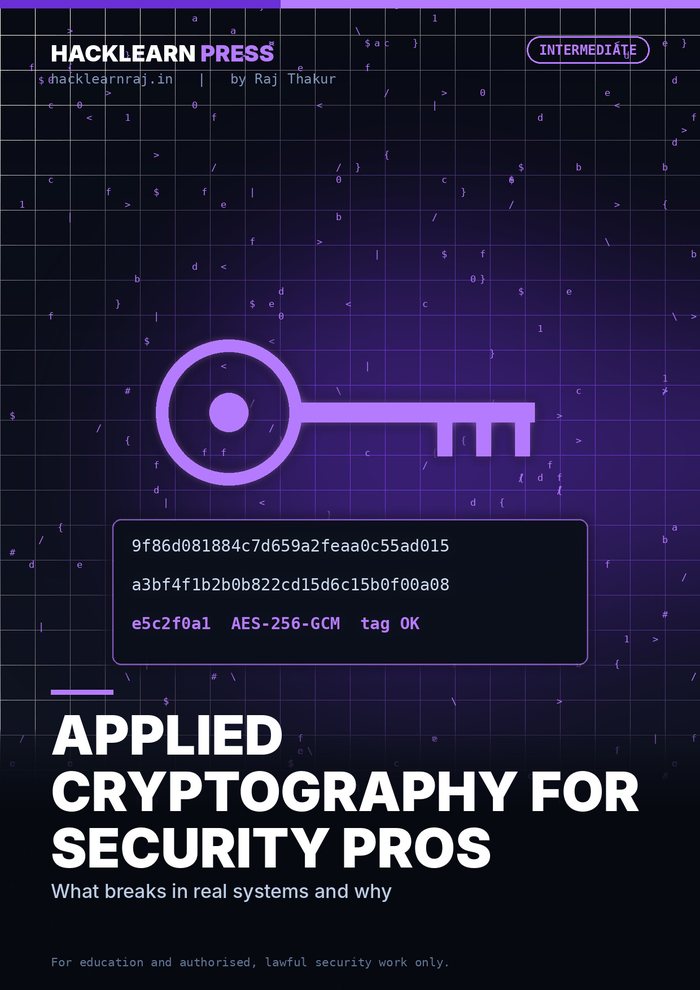 HACKLEARN PRESS
INTERMEDIATE
hacklearnraj.in | by Raj Thakur
9f86d081884c7d659a2feaa0c55ad015
a3bf4f1b2b0b822cd15d6c15b0f00a08
e5c2f0a1 AES-256-GCM tag OK
APPLIED
CRYPTOGRAPHY FOR
SECURITY PROS
What breaks in real systems and why
For education and authorised, lawful security work only.